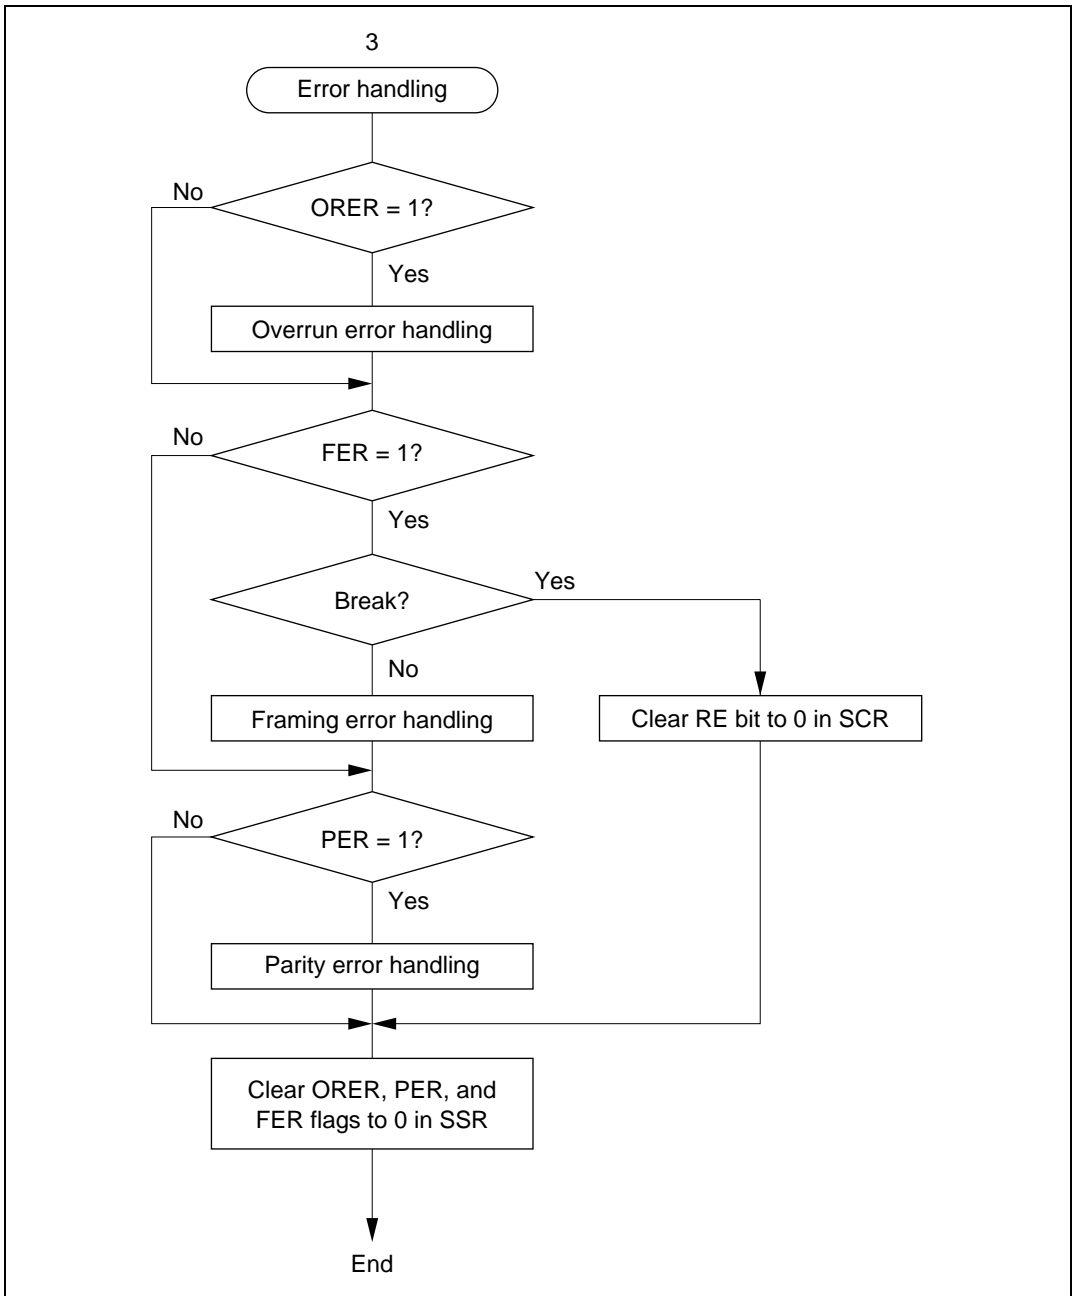 3
Error handling
No
ORER = 1?
Yes
Overrun error handling
No
FER = 1?
Yes
Break?
Yes
No
Framing error handling
Clear RE bit to 0 in SCR
No
PER = 1?
Yes
Parity error handling
Clear ORER, PER, and
FER flags to 0 in SSR
End